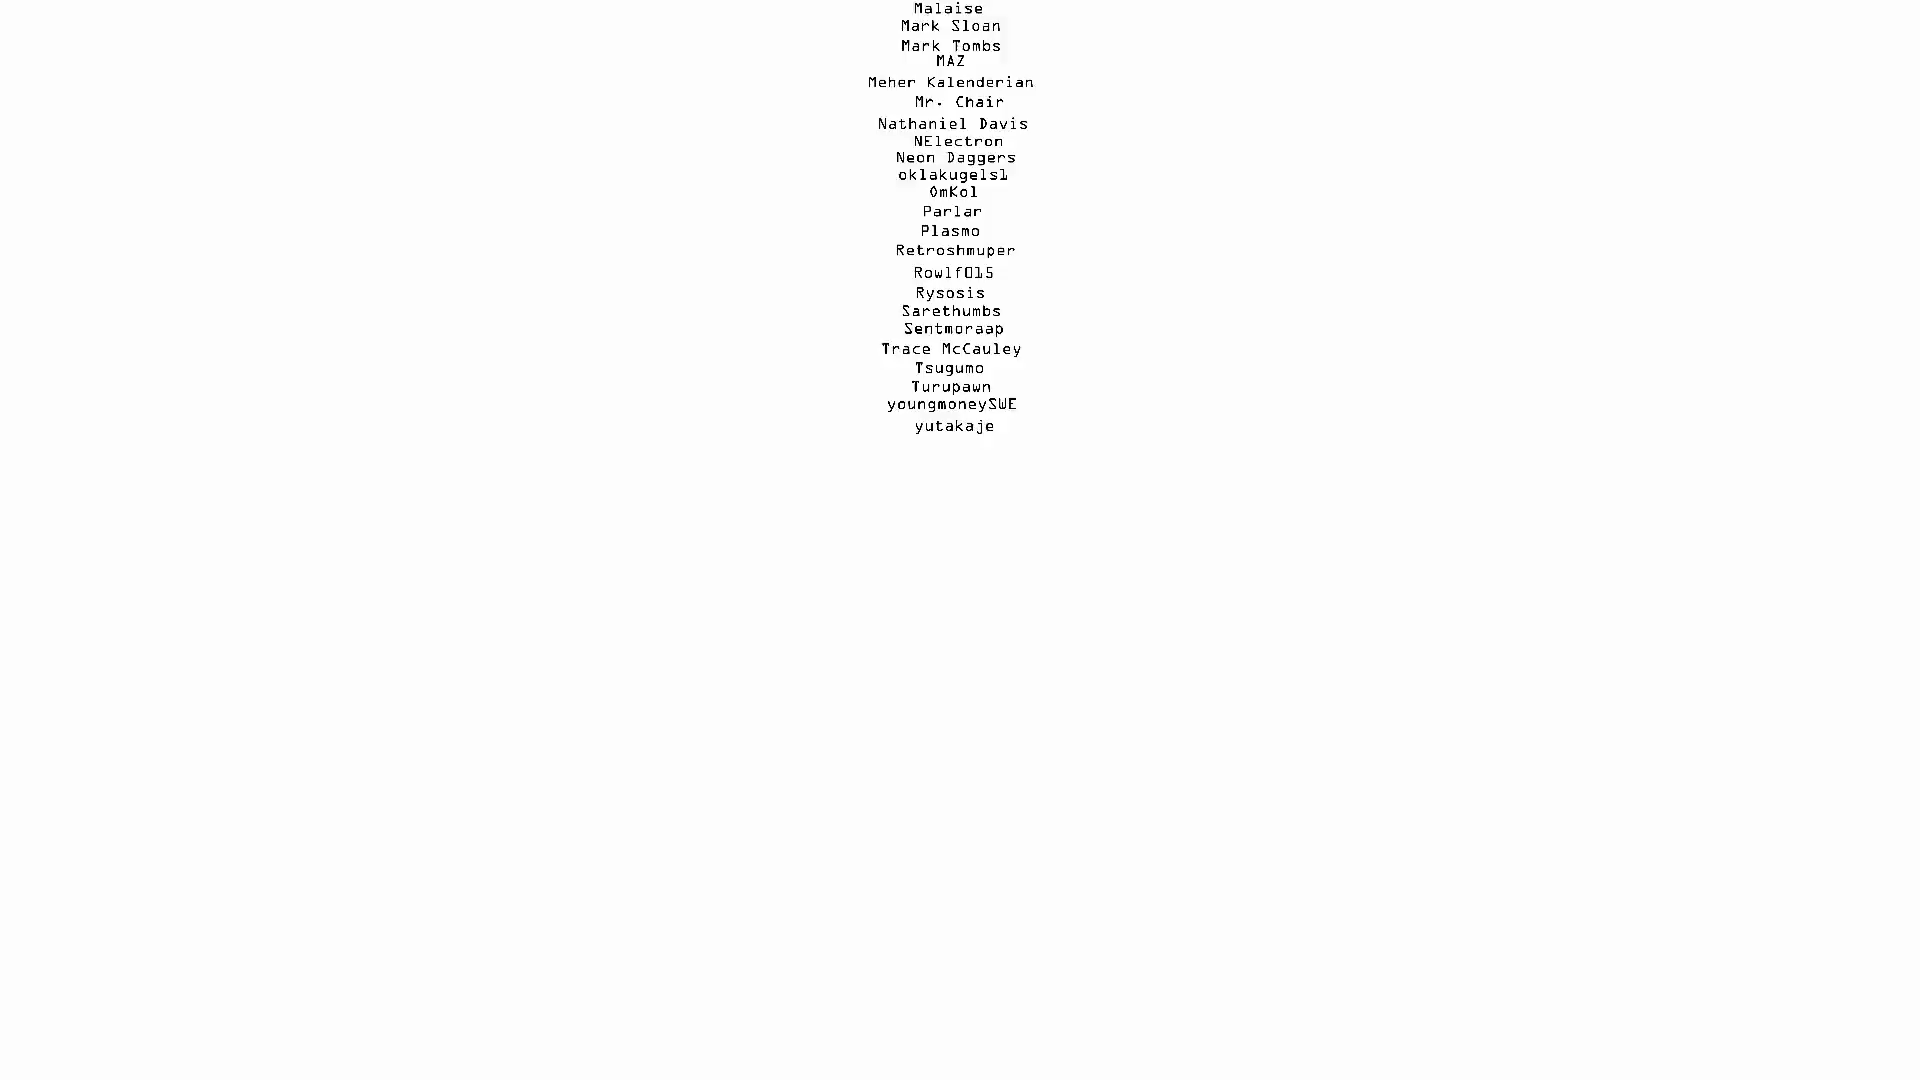 Malaise
Mark Sloan
Mark Tombs
MAZ
Meher Kalenderian
Mr. Chair
Nathaniel Davis
NElectron
Neon Daggers
oklakugels1
OmKol
Parlar
Plasmo
Retroshmuper
Rowlf015
Rysosis
Sarethumbs
Sentmoraap
Trace McCauley
Tsugumo
Turupawn
youngmoneySWE
yutakaje